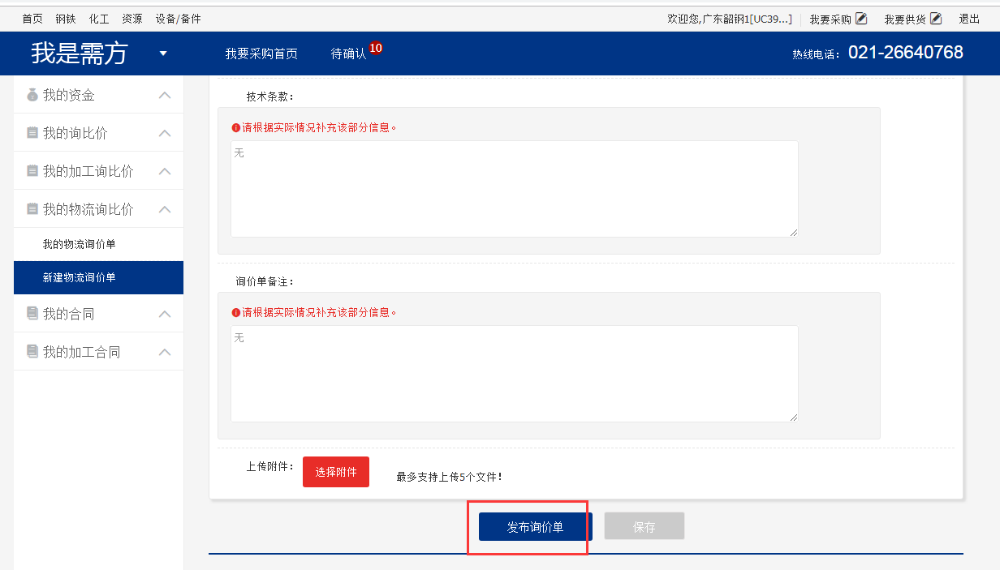 首页 钢铁 化工 资源 设备/备件 欢迎您,广东韶钢1[UC39...] 我要采购 我要供货 退出
我是需方 我要采购首页 待确认 10 热线电话： 021-26640768
我的资金
我的询比价
我的加工询比价
我的物流询比价
我的物流询价单
新建物流询价单
我的合同
我的加工合同
技术条款：
请根据实际情况补充该部分信息。
无
询价单备注：
请根据实际情况补充该部分信息。
无
上传附件： 选择附件 最多支持上传5个文件！
发布询价单 保存